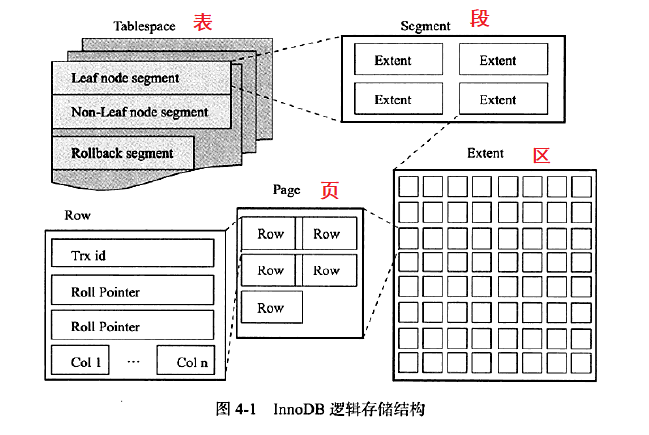 Tablespace 表
Leaf node segment
Non-Leaf node segment
Rollback segment
Segment 段
Extent Extent
Extent Extent
Extent 区
Page 页
Row Row
Row Row
Row
Row
Trx id
Roll Pointer
Roll Pointer
Col 1 ··· Col n
图 4-1 InnoDB 逻辑存储结构